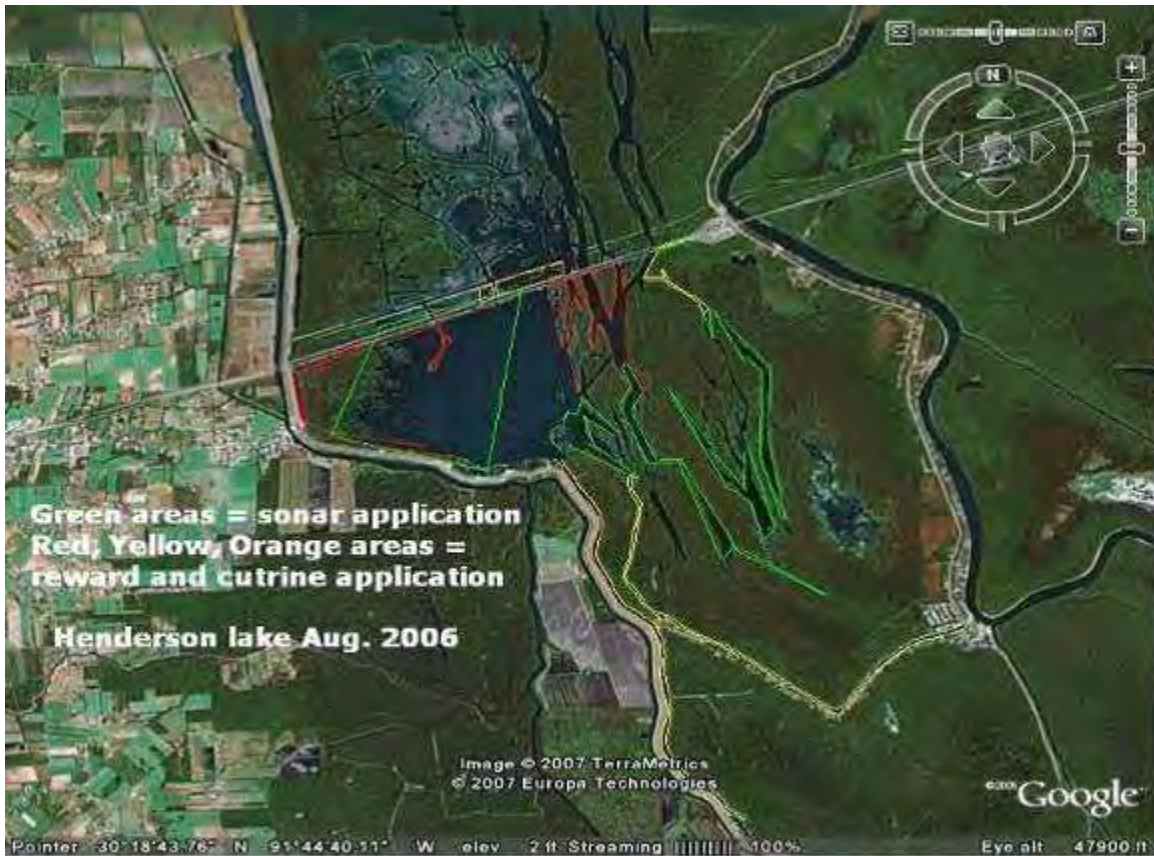 N
Green areas = sonar application
Red, Yellow, Orange areas =
reward and cutrine application
Henderson lake Aug. 2006
Image © 2007 TerraMetrics
© 2007 Europa Technologies
Google
Pointer 30°18'43.76" N 91°44'40.11" W elev 2 ft Streaming |||||||||| 100% Eye alt 47900 ft